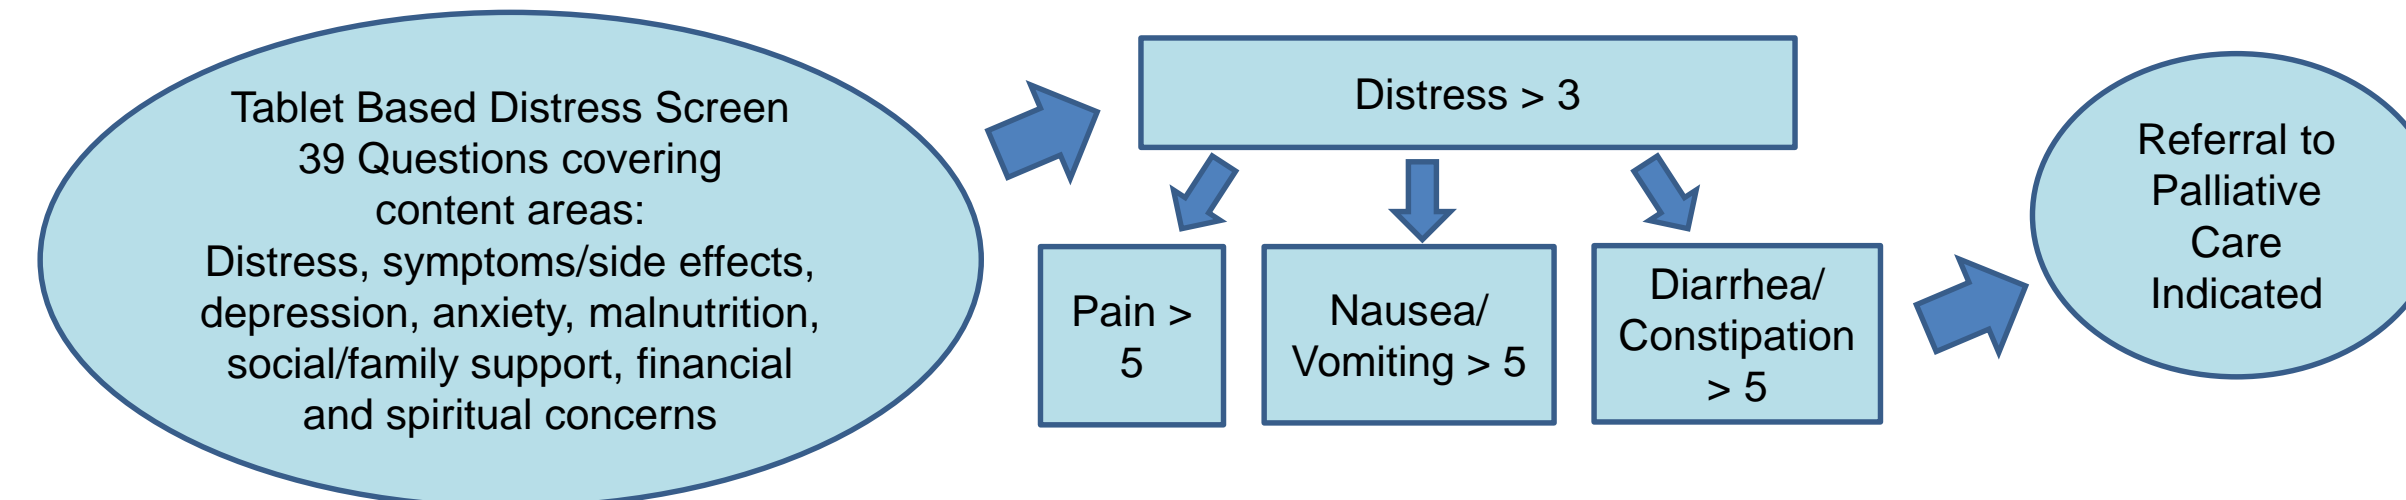 Tablet Based Distress Screen
39 Questions covering
content areas:
Distress, symptoms/side effects,
depression, anxiety, malnutrition,
social/family support, financial
and spiritual concerns
Distress > 3
Pain >
5
Nausea/
Vomiting > 5
Diarrhea/
Constipation
> 5
Referral to
Palliative
Care
Indicated